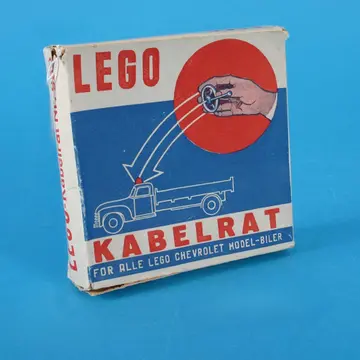 LEGO
KABELRAT
FOR ALLE LEGO CHEVROLET MODEL-BILER
LEGO-Kabelrat